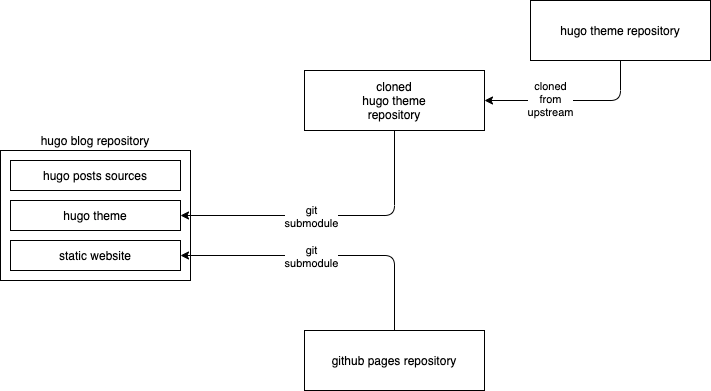 hugo theme repository
cloned
hugo theme
repository
cloned
from
upstream
hugo blog repository
hugo posts sources
hugo theme
git
submodule
static website
git
submodule
github pages repository